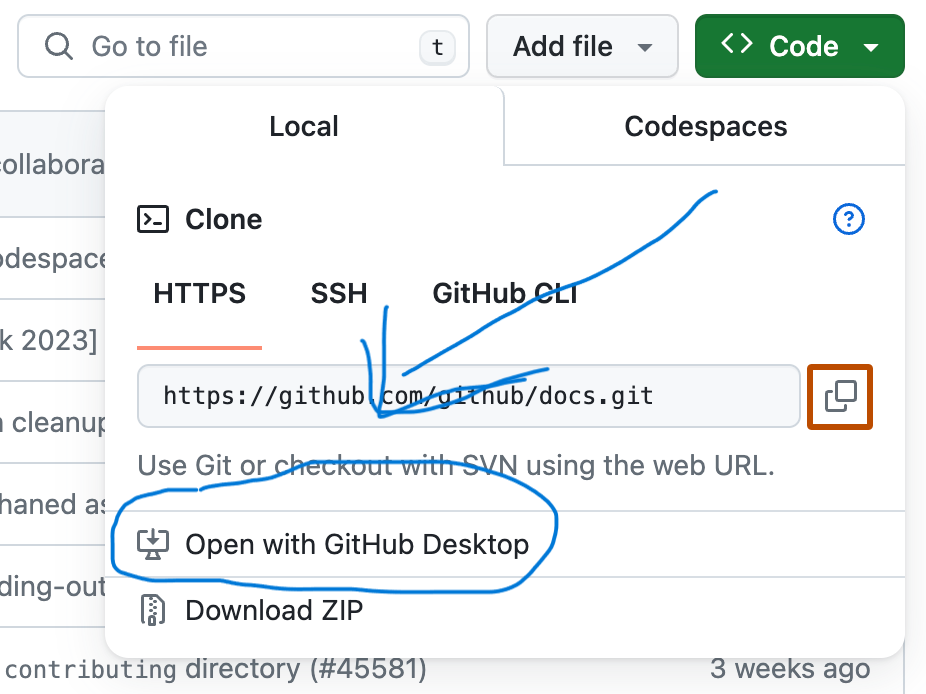 Go to file t Add file Code
Local Codespaces
collabora
Clone
odespace
HTTPS SSH GitHub CLI
k 2023]
https://github.com/github/docs.git
n cleanup
Use Git or checkout with SVN using the web URL.
haned as
Open with GitHub Desktop
ding-out
Download ZIP
contributing directory (#45581) 3 weeks ago